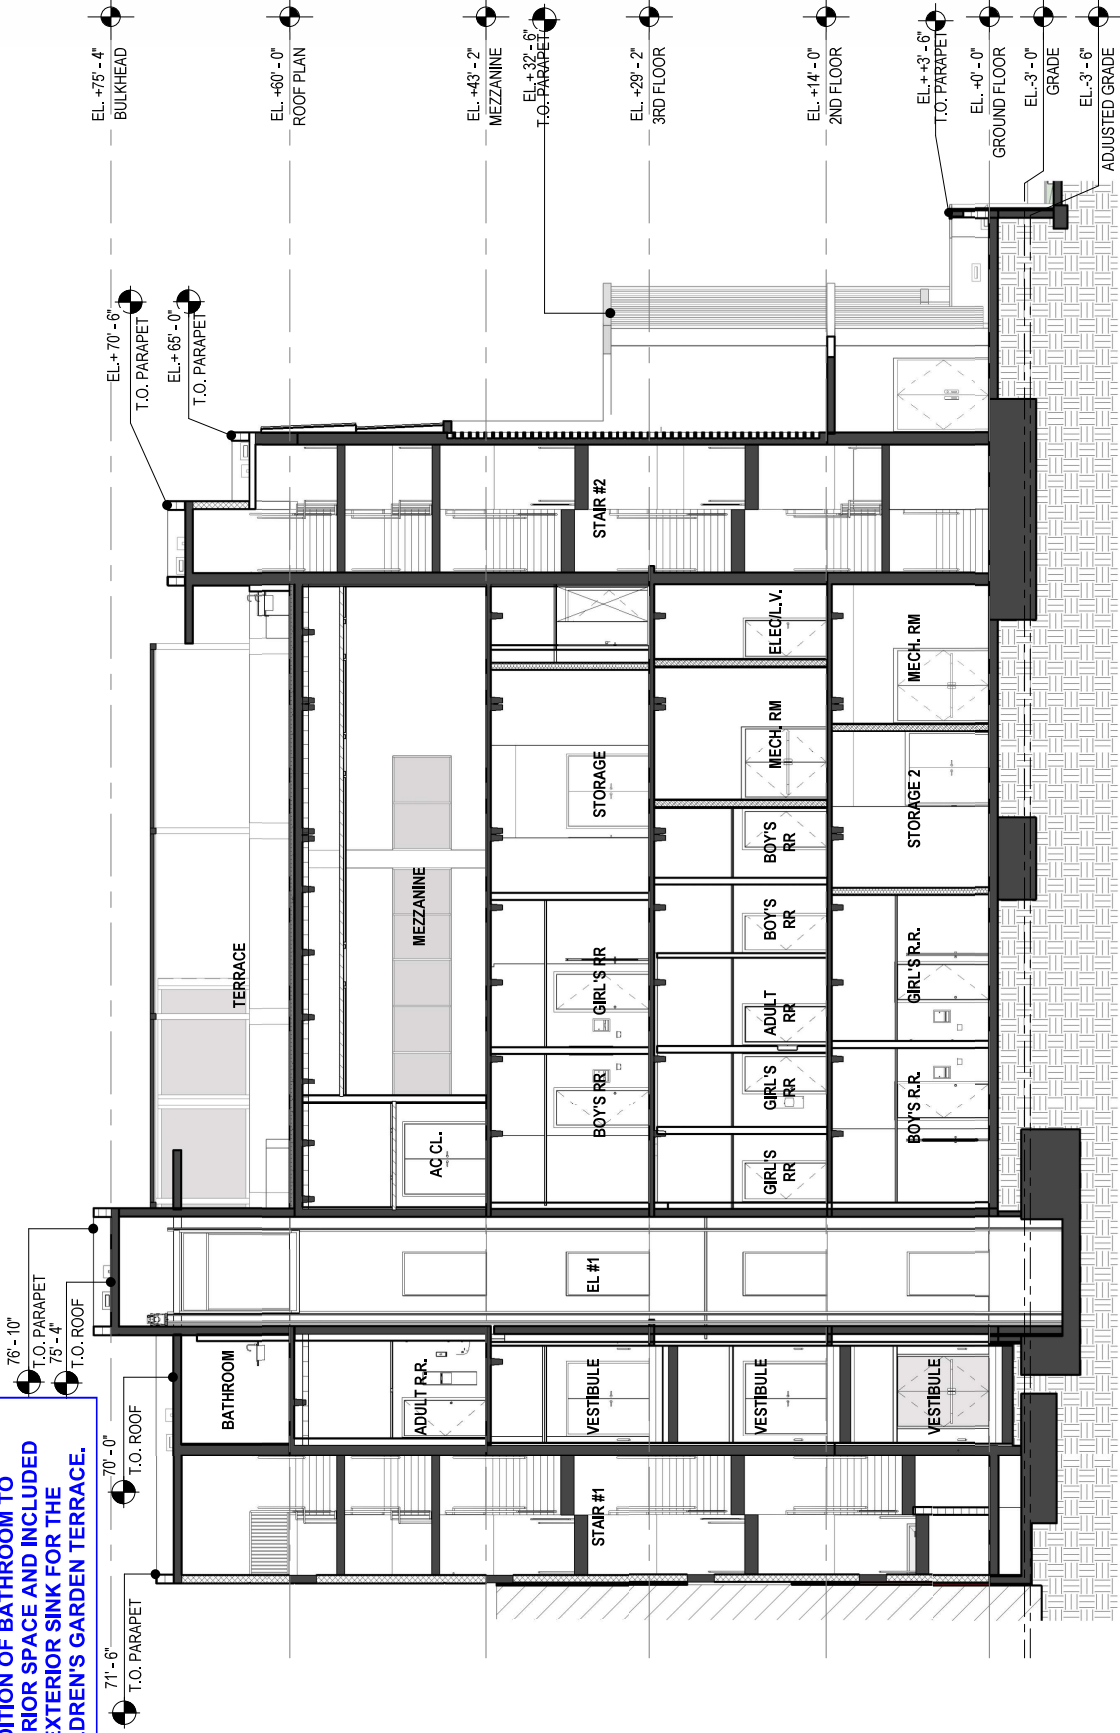 EL. +75' - 4"
BULKHEAD
EL. +60' - 0"
ROOF PLAN
EL. +43' - 2"
MEZZANINE
EL.+ 32'- 6"
T.O. PARAPET
EL. +29' - 2"
3RD FLOOR
EL. +14' - 0"
2ND FLOOR
EL.+ +3' - 6"
T.O. PARAPET
EL. +0' - 0"
GROUND FLOOR
EL.-3' - 0"
GRADE
EL.-3' - 6"
ADJUSTED GRADE
EL.+ 70' - 6"
T.O. PARAPET
EL.+ 65' - 0"
T.O. PARAPET
STAIR #2
ELEC/L.V.
MECH. RM
MECH. RM
STORAGE
STORAGE 2
BOY'S
RR
BOY'S
RR
MEZZANINE
TERRACE
GIRL'S RR
ADULT
RR
GIRL'S R.R.
BOY'S RR
GIRL'S
RR
BOY'S R.R.
AC CL.
GIRL'S
RR
EL #1
76' - 10"
T.O. PARAPET
75' - 4"
T.O. ROOF
BATHROOM
ADULT R.R.
VESTIBULE
VESTIBULE
VESTIBULE
70' - 0"
T.O. ROOF
STAIR #1
71' - 6"
T.O. PARAPET
DITION OF BATHROOM TO
RIOR SPACE AND INCLUDED
EXTERIOR SINK FOR THE
DREN'S GARDEN TERRACE.